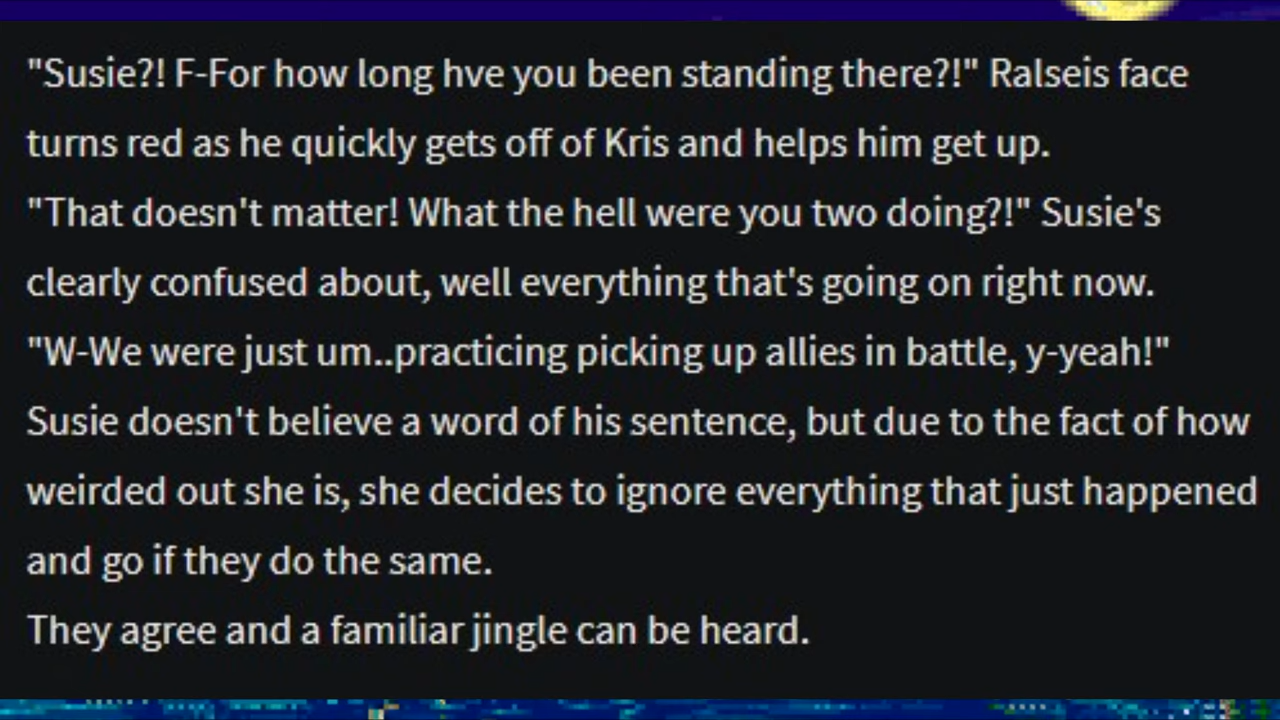 "Susie?! F-For how long hve you been standing there?!" Ralseis face
turns red as he quickly gets off of Kris and helps him get up.
"That doesn't matter! What the hell were you two doing?!" Susie's
clearly confused about, well everything that's going on right now.
"W-We were just um..practicing picking up allies in battle, y-yeah!"
Susie doesn't believe a word of his sentence, but due to the fact of how
weirded out she is, she decides to ignore everything that just happened
and go if they do the same.
They agree and a familiar jingle can be heard.